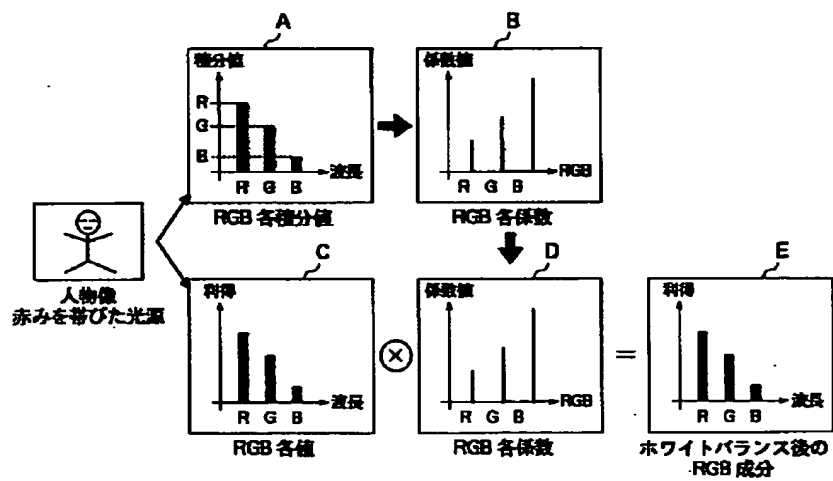 A
積分値
R
G
B
波長
R G B
RGB 各積分値
B
係数値
RGB
R G B
RGB 各係数
人物像
赤みを帯びた光源
C
利得
波長
R G B
RGB 各値
×
D
係数値
RGB
R G B
RGB 各係数
=
E
利得
波長
R G B
ホワイトバランス後の
RGB 成分